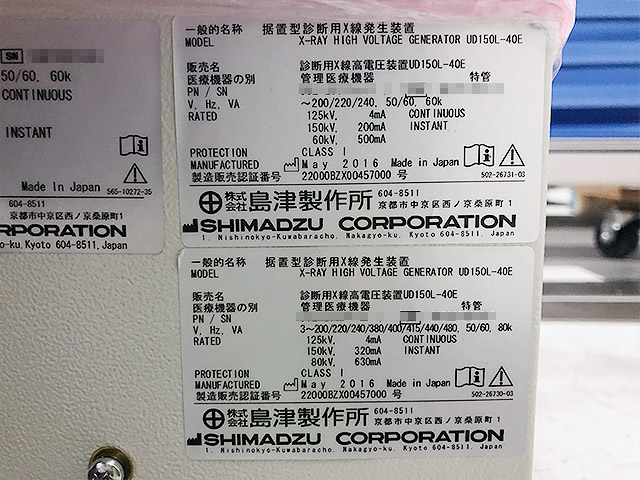 SN
50/60, 60k
CONTINUOUS
INSTANT
Made In Japan
565-10272-35
604-8511
京都市中京区西ノ京桑原町1
CORPORATION
a-ku, Kyoto 604-8511, Japan
一般的名称 据置型診断用X線発生装置
MODEL X-RAY HIGH VOLTAGE GENERATOR UD150L-40E
販売名 診断用X線高電圧装置UD150L-40E
医療機器の別 管理医療機器 特管
PN / SN
V, Hz, VA ～200/220/240, 50/60, 60k
RATED 125kV, 4mA CONTINUOUS
150kV, 200mA INSTANT,
60kV, 500mA
PROTECTION CLASS I
MANUFACTURED May 2016 Made in Japan
製造販売認証番号 22000BZX00457000 号
502-26731-03
株式会社 島津製作所 604-8511
京都市中京区西ノ京桑原町1
SHIMADZU CORPORATION
1, Nishinokyo-Kuwabaracho, Nakagyo-ku, Kyoto 604-8511, Japan
一般的名称 据置型診断用X線発生装置
MODEL X-RAY HIGH VOLTAGE GENERATOR UD150L-40E
販売名 診断用X線高電圧装置UD150L-40E
医療機器の別 管理医療機器 特管
PN / SN
V, Hz, VA 3～200/220/240/380/400/415/440/480, 50/60, 80k
RATED 125kV, 4mA CONTINUOUS
150kV, 320mA INSTANT
80kV, 630mA
PROTECTION CLASS I
MANUFACTURED May 2016 Made in Japan
製造販売認証番号 22000BZX00457000 号
502-26730-03
株式会社 島津製作所 604-8511
京都市中京区西ノ京桑原町1
SHIMADZU CORPORATION
1, Nishinokyo-Kuwabaracho, Nakagyo-ku, Kyoto 604-8511, Japan